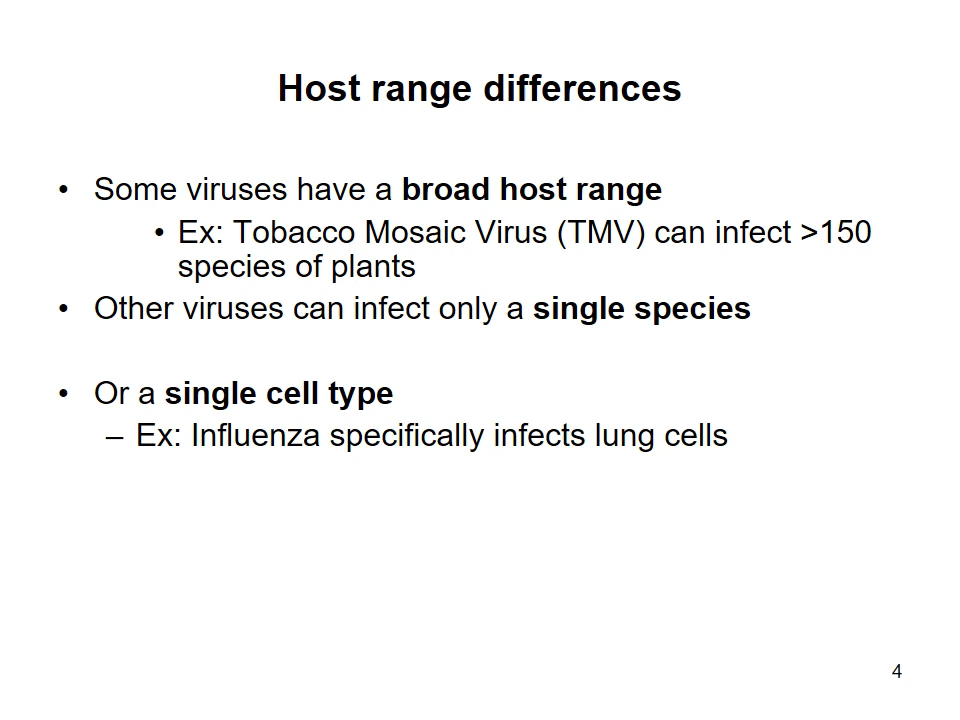 Host range differences
• Some viruses have a broad host range
• Ex: Tobacco Mosaic Virus (TMV) can infect >150
species of plants
• Other viruses can infect only a single species
• Or a single cell type
– Ex: Influenza specifically infects lung cells
4